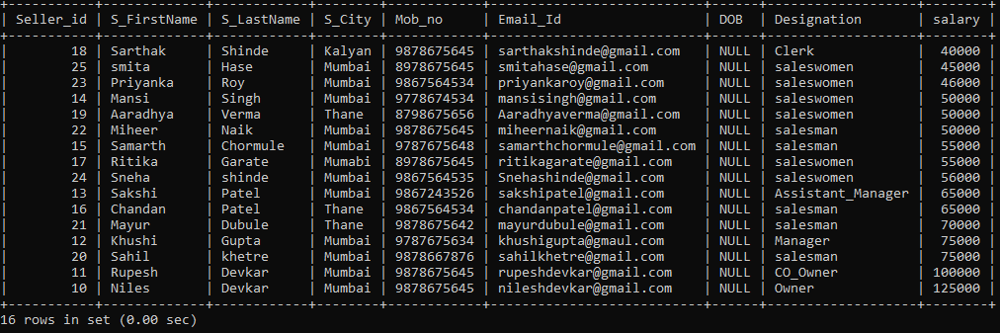 Seller_id | S_FirstName | S_LastName | S_City | Mob_no | Email_Id | DOB | Designation | salary
18 | Sarthak | Shinde | Kalyan | 9878675645 | sarthakshinde@gmail.com | NULL | Clerk | 40000
25 | smita | Hase | Mumbai | 8978675645 | smitahase@gmail.com | NULL | saleswomen | 45000
23 | Priyanka | Roy | Mumbai | 9867564534 | priyankaroy@gmail.com | NULL | saleswomen | 46000
14 | Mansi | Singh | Mumbai | 9778674534 | mansisingh@gmail.com | NULL | saleswomen | 50000
19 | Aaradhya | Verma | Thane | 8798675656 | Aaradhyaverma@gmail.com | NULL | saleswomen | 50000
22 | Miheer | Naik | Mumbai | 9878675645 | miheernaik@gmail.com | NULL | salesman | 50000
15 | Samarth | Chormule | Mumbai | 9787675648 | samarthchormule@gmail.com | NULL | salesman | 55000
17 | Ritika | Garate | Mumabi | 8978675645 | ritikagarate@gmail.com | NULL | saleswomen | 55000
24 | Sneha | shinde | Mumbai | 9867564535 | Snehashinde@gmail.com | NULL | saleswomen | 56000
13 | Sakshi | Patel | Mumbai | 9867243526 | sakshipatel@gmail.com | NULL | Assistant_Manager | 65000
16 | Chandan | Patel | Thane | 9867564534 | chandanpatel@gmail.com | NULL | salesman | 65000
21 | Mayur | Dubule | Thane | 9878675642 | mayurdubule@gmail.com | NULL | salesman | 70000
12 | Khushi | Gupta | Mumbai | 9787675634 | khushigupta@gmaul.com | NULL | Manager | 75000
20 | Sahil | khetre | Mumbai | 9878667876 | sahilkhetre@gmail.com | NULL | salesman | 75000
11 | Rupesh | Devkar | Mumbai | 9878675645 | rupeshdevkar@gmail.com | NULL | CO_Owner | 100000
10 | Niles | Devkar | Mumbai | 9878675645 | nileshdevkar@gmail.com | NULL | Owner | 125000
16 rows in set (0.00 sec)